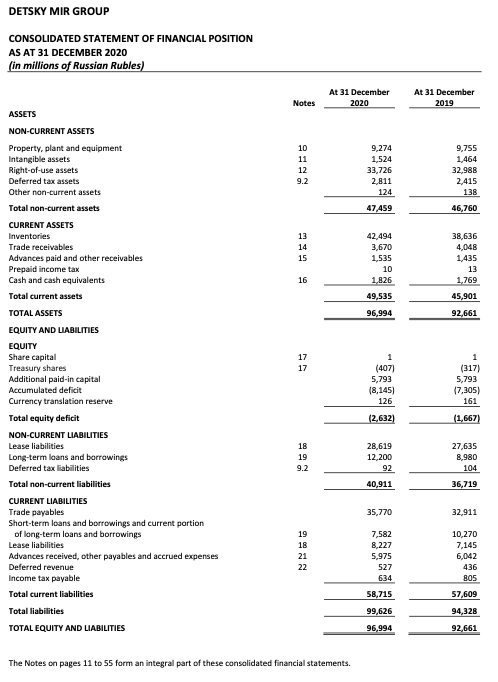 DETSKY MIR GROUP
CONSOLIDATED STATEMENT OF FINANCIAL POSITION
AS AT 31 DECEMBER 2020
(in millions of Russian Rubles)
Notes At 31 December 2020 At 31 December 2019
ASSETS
NON-CURRENT ASSETS
Property, plant and equipment 10 9,274 9,755
Intangible assets 11 1,524 1,464
Right-of-use assets 12 33,726 32,988
Deferred tax assets 9.2 2,811 2,415
Other non-current assets 124 138
Total non-current assets 47,459 46,760
CURRENT ASSETS
Inventories 13 42,494 38,636
Trade receivables 14 3,670 4,048
Advances paid and other receivables 15 1,535 1,435
Prepaid income tax 10 13
Cash and cash equivalents 16 1,826 1,769
Total current assets 49,535 45,901
TOTAL ASSETS 96,994 92,661
EQUITY AND LIABILITIES
EQUITY
Share capital 17 1 1
Treasury shares 17 (407) (317)
Additional paid-in capital 5,793 5,793
Accumulated deficit (8,145) (7,305)
Currency translation reserve 126 161
Total equity deficit (2,632) (1,667)
NON-CURRENT LIABILITIES
Lease liabilities 18 28,619 27,635
Long-term loans and borrowings 19 12,200 8,980
Deferred tax liabilities 9.2 92 104
Total non-current liabilities 40,911 36,719
CURRENT LIABILITIES
Trade payables 35,770 32,911
Short-term loans and borrowings and current portion
of long-term loans and borrowings 19 7,582 10,270
Lease liabilities 18 8,227 7,145
Advances received, other payables and accrued expenses 21 5,975 6,042
Deferred revenue 22 527 436
Income tax payable 634 805
Total current liabilities 58,715 57,609
Total liabilities 99,626 94,328
TOTAL EQUITY AND LIABILITIES 96,994 92,661
The Notes on pages 11 to 55 form an integral part of these consolidated financial statements.